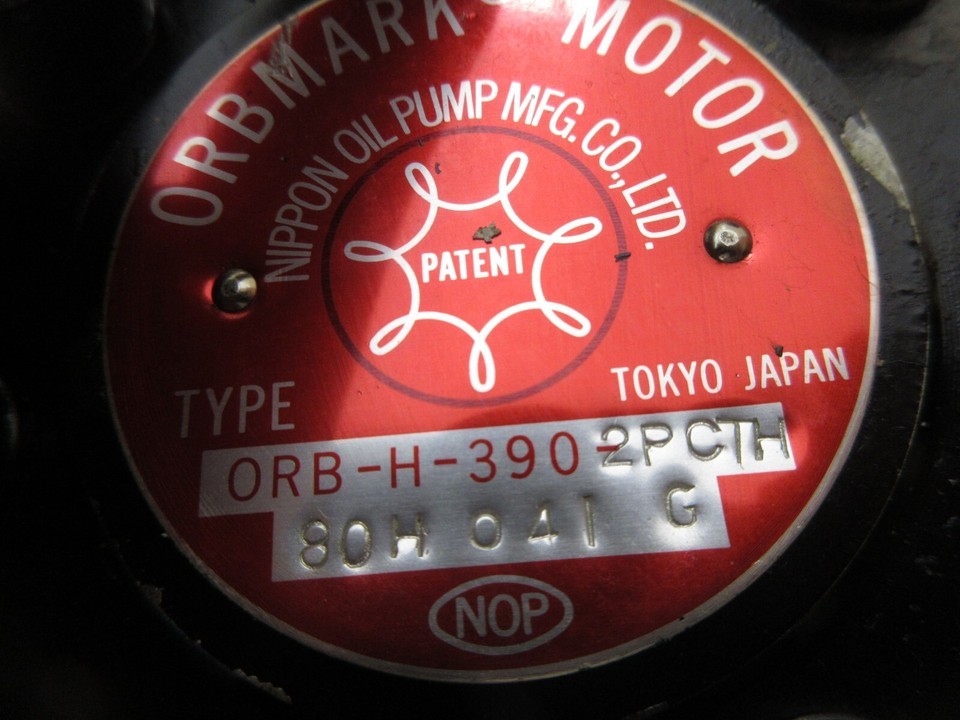 ORBMARK MOTOR
NIPPON OIL PUMP MFG. CO., LTD.
PATENT
TOKYO JAPAN
TYPE
ORB-H-390-2PCTH
80H 041 G
NOP